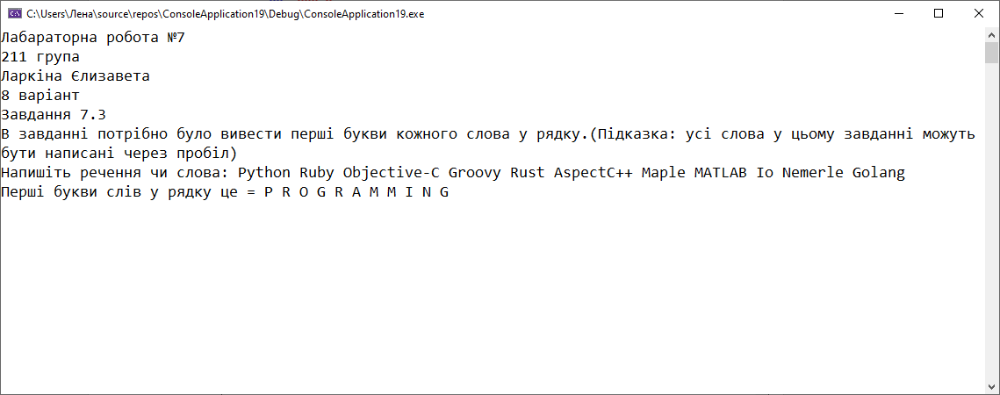 C:\Users\Лена\source\repos\ConsoleApplication19\Debug\ConsoleApplication19.exe
Лабараторна робота №7
211 група
Ларкіна Єлизавета
8 варіант
Завдання 7.3
В завданні потрібно було вивести перші букви кожного слова у рядку.(Підказка: усі слова у цьому завданні можуть
бути написані через пробіл)
Напишіть речення чи слова: Python Ruby Objective-C Groovy Rust AspectC++ Maple MATLAB Io Nemerle Golang
Перші букви слів у рядку це = P R O G R A M M I N G